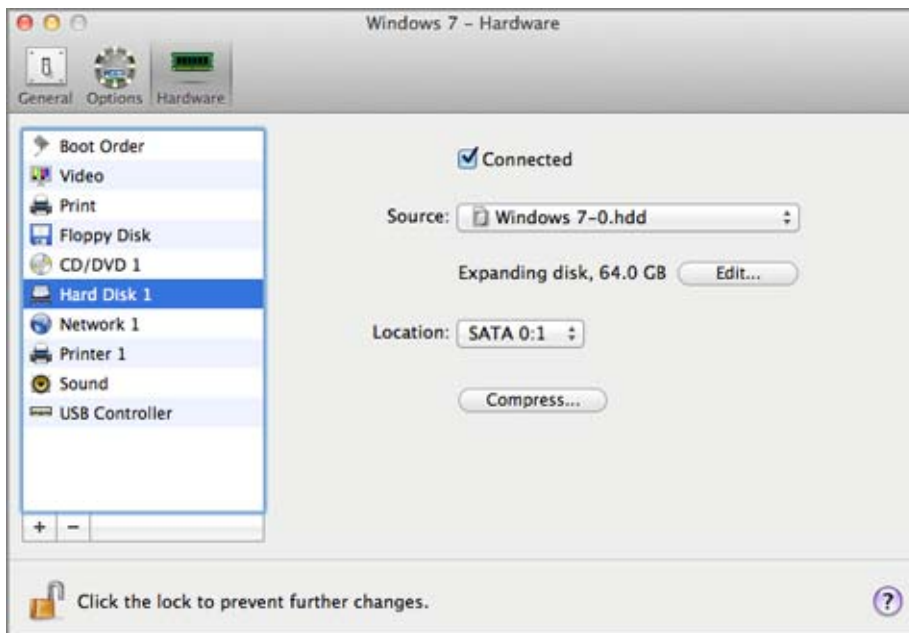 Windows 7 – Hardware
General Options Hardware
Boot Order
Video
Print
Floppy Disk
CD/DVD 1
Hard Disk 1
Network 1
Printer 1
Sound
USB Controller
+ −
Connected
Source: Windows 7-0.hdd
Expanding disk, 64.0 GB Edit...
Location: SATA 0:1
Compress...
Click the lock to prevent further changes.
?